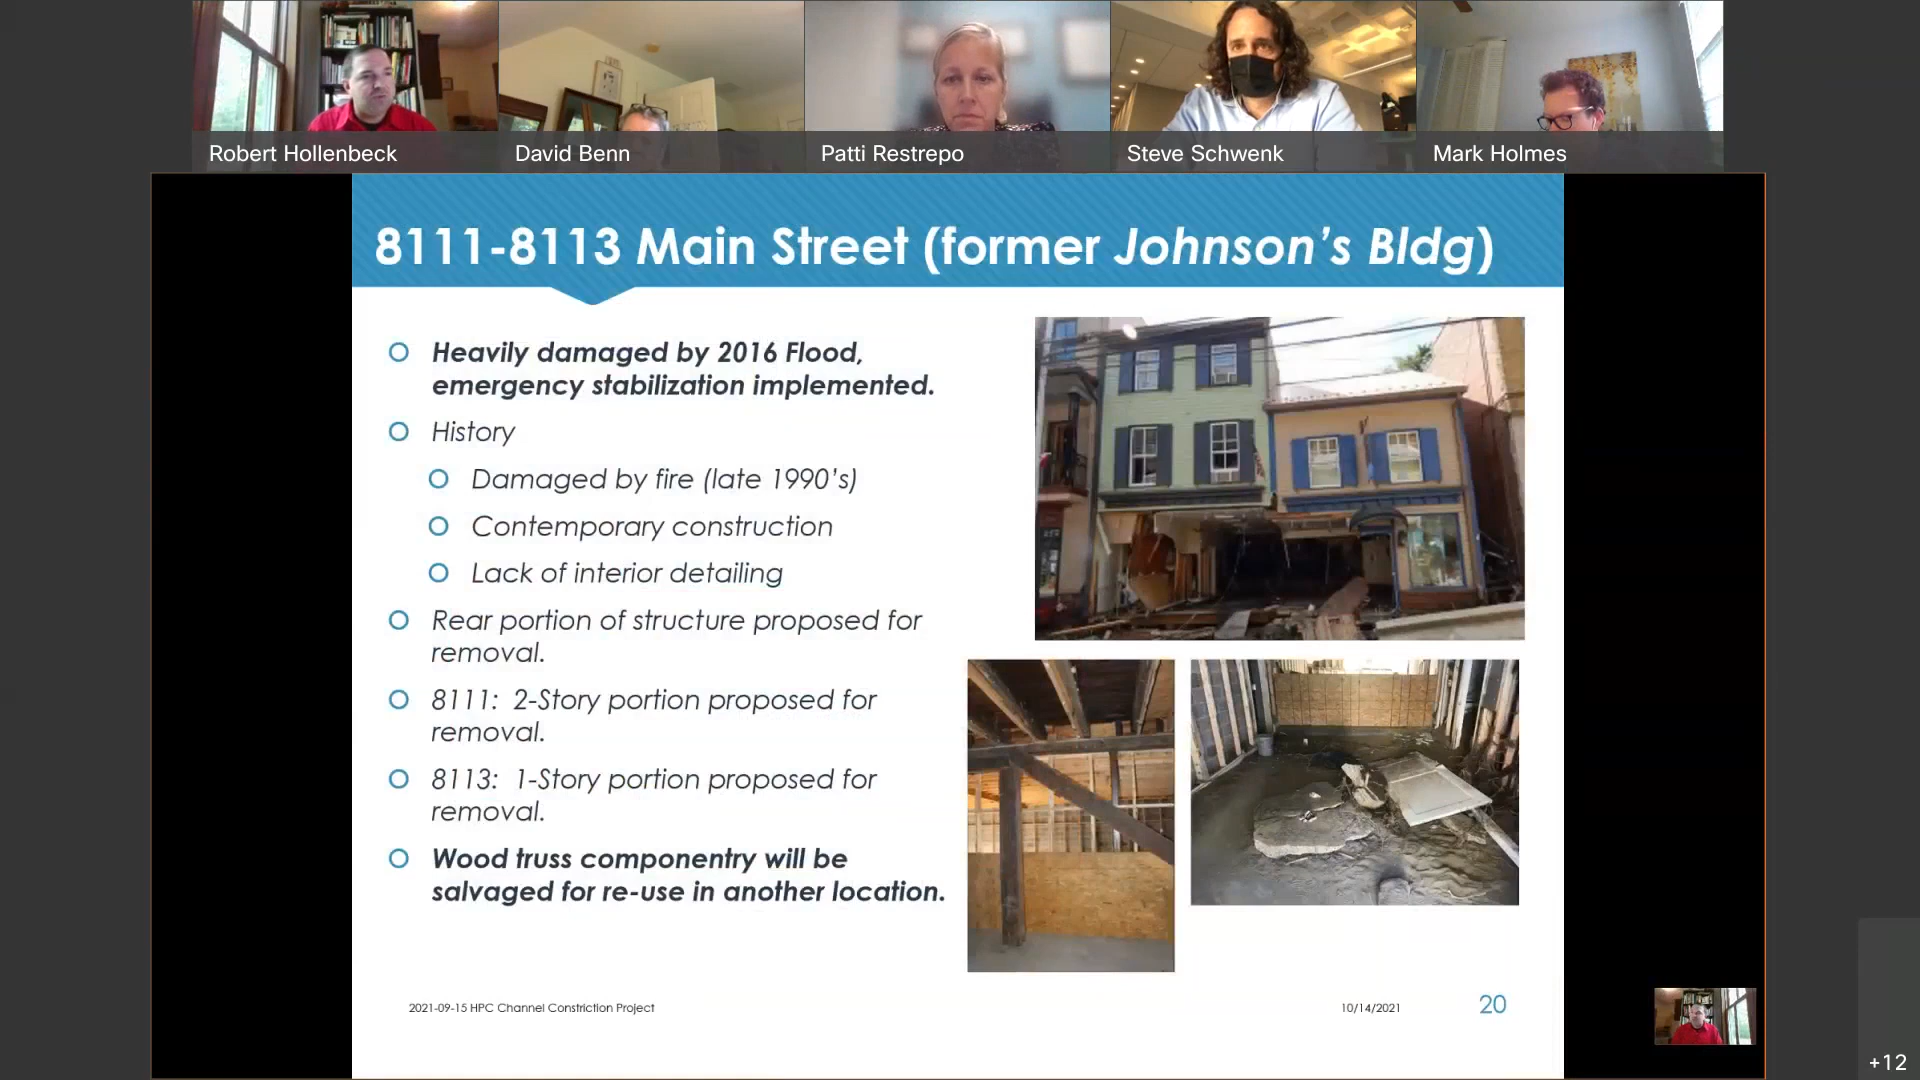 Robert Hollenbeck
David Benn
Patti Restrepo
Steve Schwenk
Mark Holmes
8111-8113 Main Street (former Johnson's Bldg)
Heavily damaged by 2016 Flood,
emergency stabilization implemented.
History
Damaged by fire (late 1990's)
Contemporary construction
Lack of interior detailing
Rear portion of structure proposed for
removal.
8111: 2-Story portion proposed for
removal.
8113: 1-Story portion proposed for
removal.
Wood truss componentry will be
salvaged for re-use in another location.
2021-09-15 HPC Channel Constriction Project
10/14/2021
20
+12